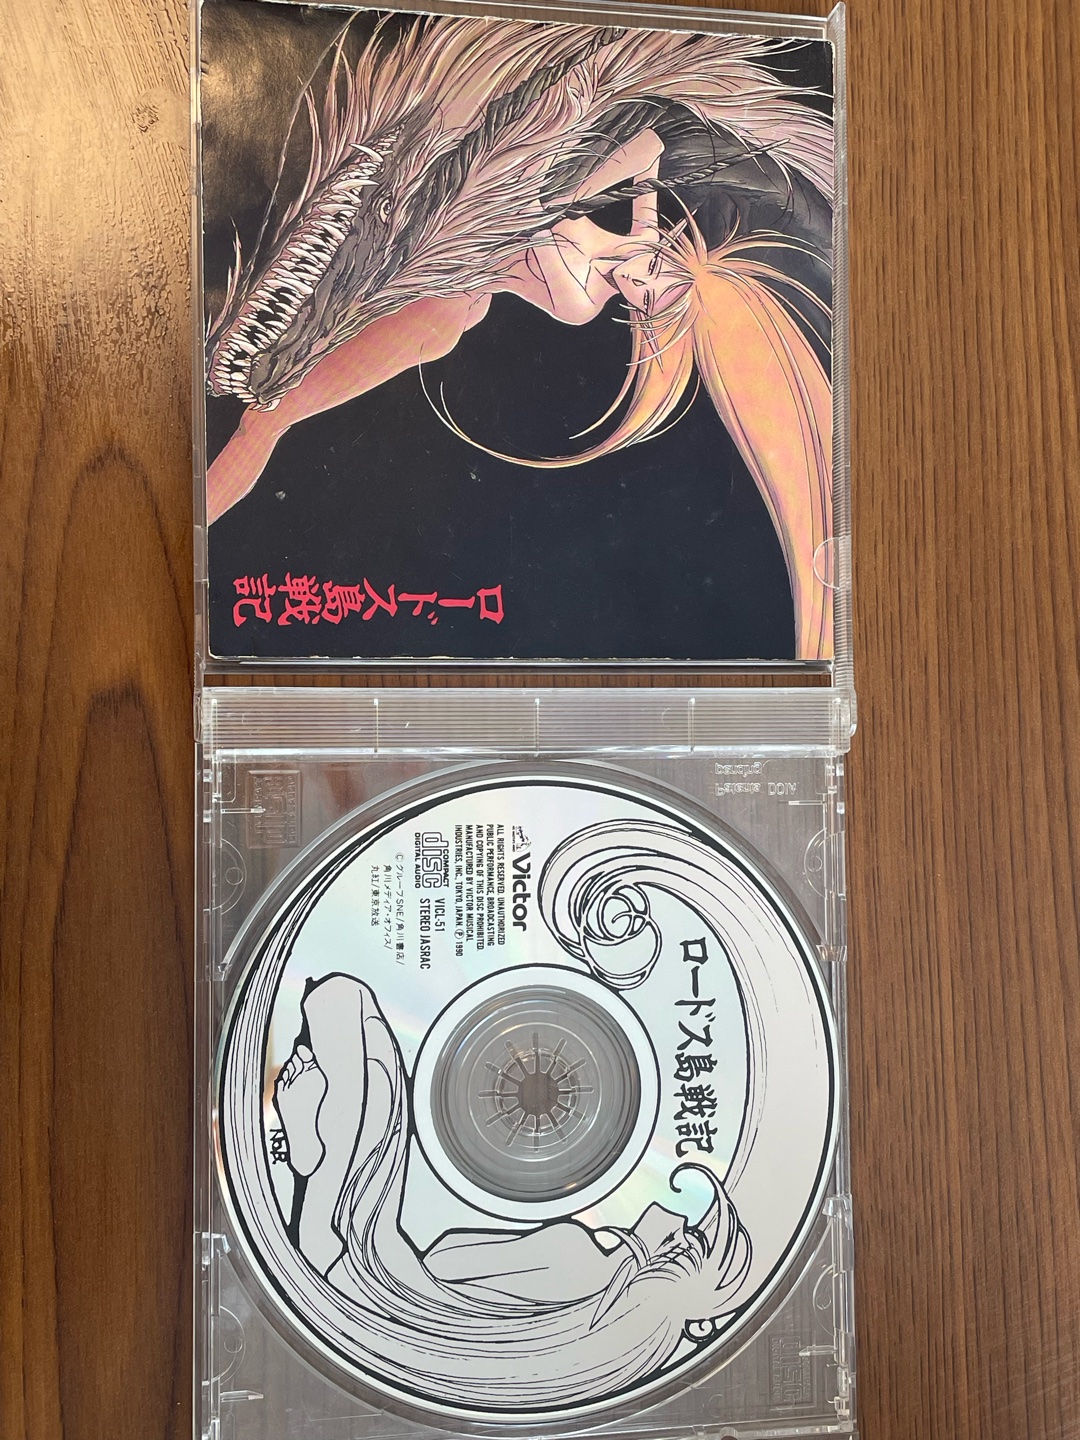 ロードス島
戦記
Victor
ALL RIGHTS RESERVED. UNAUTHORIZED
PUBLIC PERFORMANCE, BROADCASTING
AND COPYING OF THIS DISC PROHIBITED.
MANUFACTURED BY VICTOR MUSICAL
INDUSTRIES, INC., TOKYO, JAPAN. Ⓟ 1990
COMPACT
disc
DIGITAL AUDIO
VICL-51
STEREO JASRAC
©グループSNE/角川書店/
角川メディア・オフィス/
丸紅/東京放送
ロードス島戦記
Patents
pending